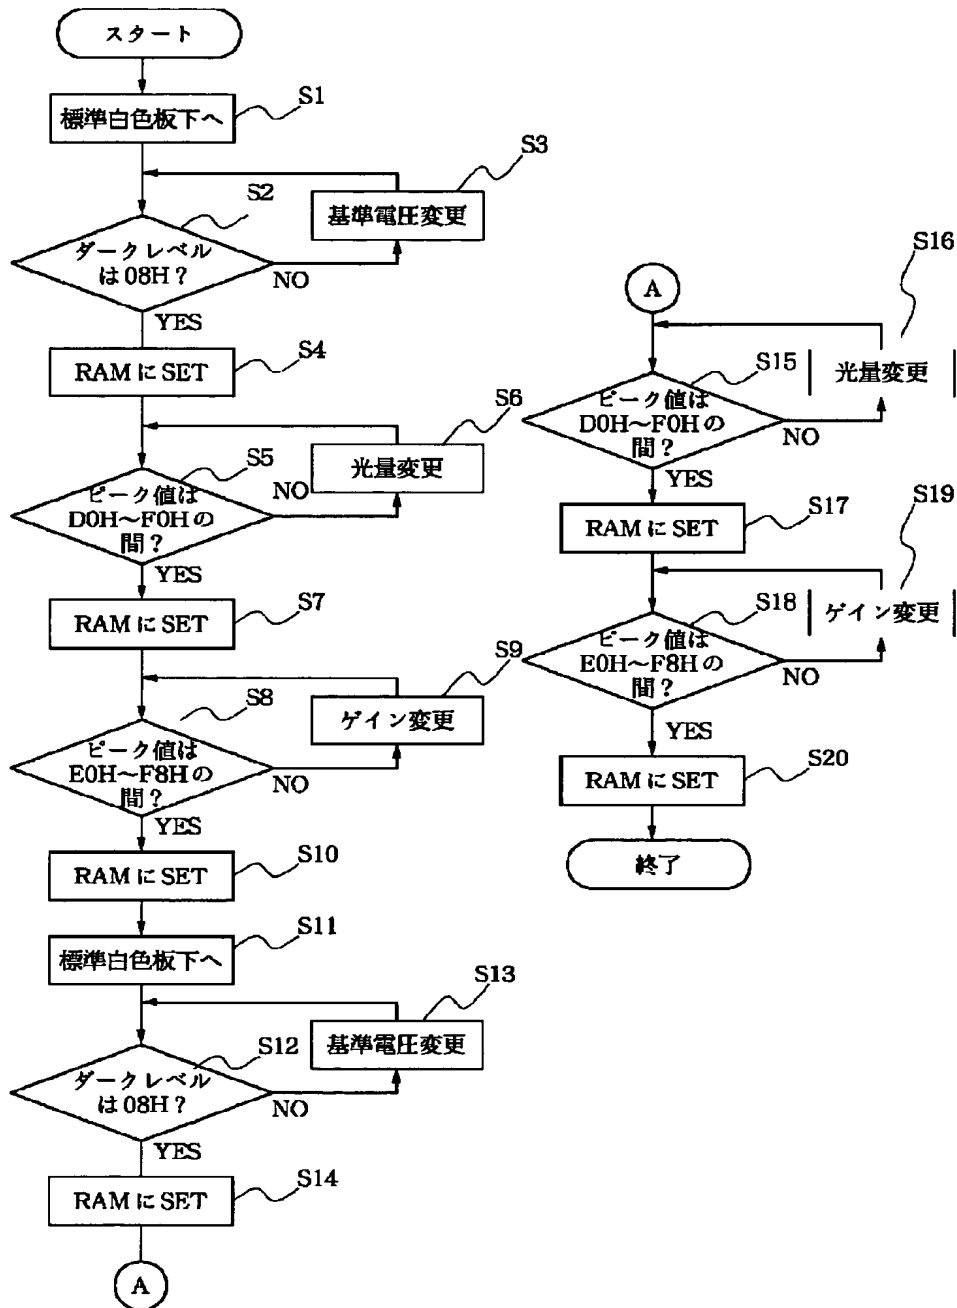 スタート
S1
標準白色板下へ
S3
基準電圧変更
S2
ダークレベル
は08H？
NO
YES
S4
RAMにSET
S6
光量変更
S5
ピーク値は
D0H〜F0Hの
間？
NO
YES
S7
RAMにSET
S9
ゲイン変更
S8
ピーク値は
E0H〜F8Hの
間？
NO
YES
S10
RAMにSET
S11
標準白色板下へ
S13
基準電圧変更
S12
ダークレベル
は08H？
NO
YES
S14
RAMにSET
A
A
S16
光量変更
S15
ピーク値は
D0H〜F0Hの
間？
NO
YES
S17
RAMにSET
S19
ゲイン変更
S18
ピーク値は
E0H〜F8Hの
間？
NO
YES
S20
RAMにSET
終了